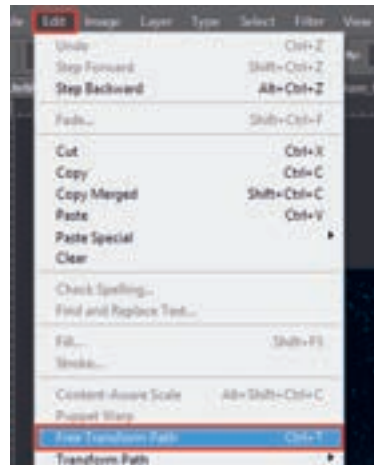 Edit Image Layer Type Select Filter View
Undo Ctrl+Z
Step Forward Shift+Ctrl+Z
Step Backward Alt+Ctrl+Z
Fade... Shift+Ctrl+F
Cut Ctrl+X
Copy Ctrl+C
Copy Merged Shift+Ctrl+C
Paste Ctrl+V
Paste Special
Clear
Check Spelling...
Find and Replace Text...
Fill... Shift+F5
Stroke...
Content-Aware Scale Alt+Shift+Ctrl+C
Puppet Warp
Free Transform Path Ctrl+T
Transform Path